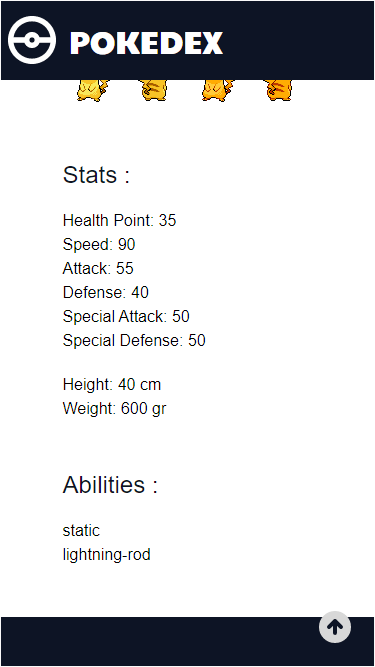 POKEDEX
Stats :
Health Point: 35
Speed: 90
Attack: 55
Defense: 40
Special Attack: 50
Special Defense: 50
Height: 40 cm
Weight: 600 gr
Abilities :
static
lightning-rod